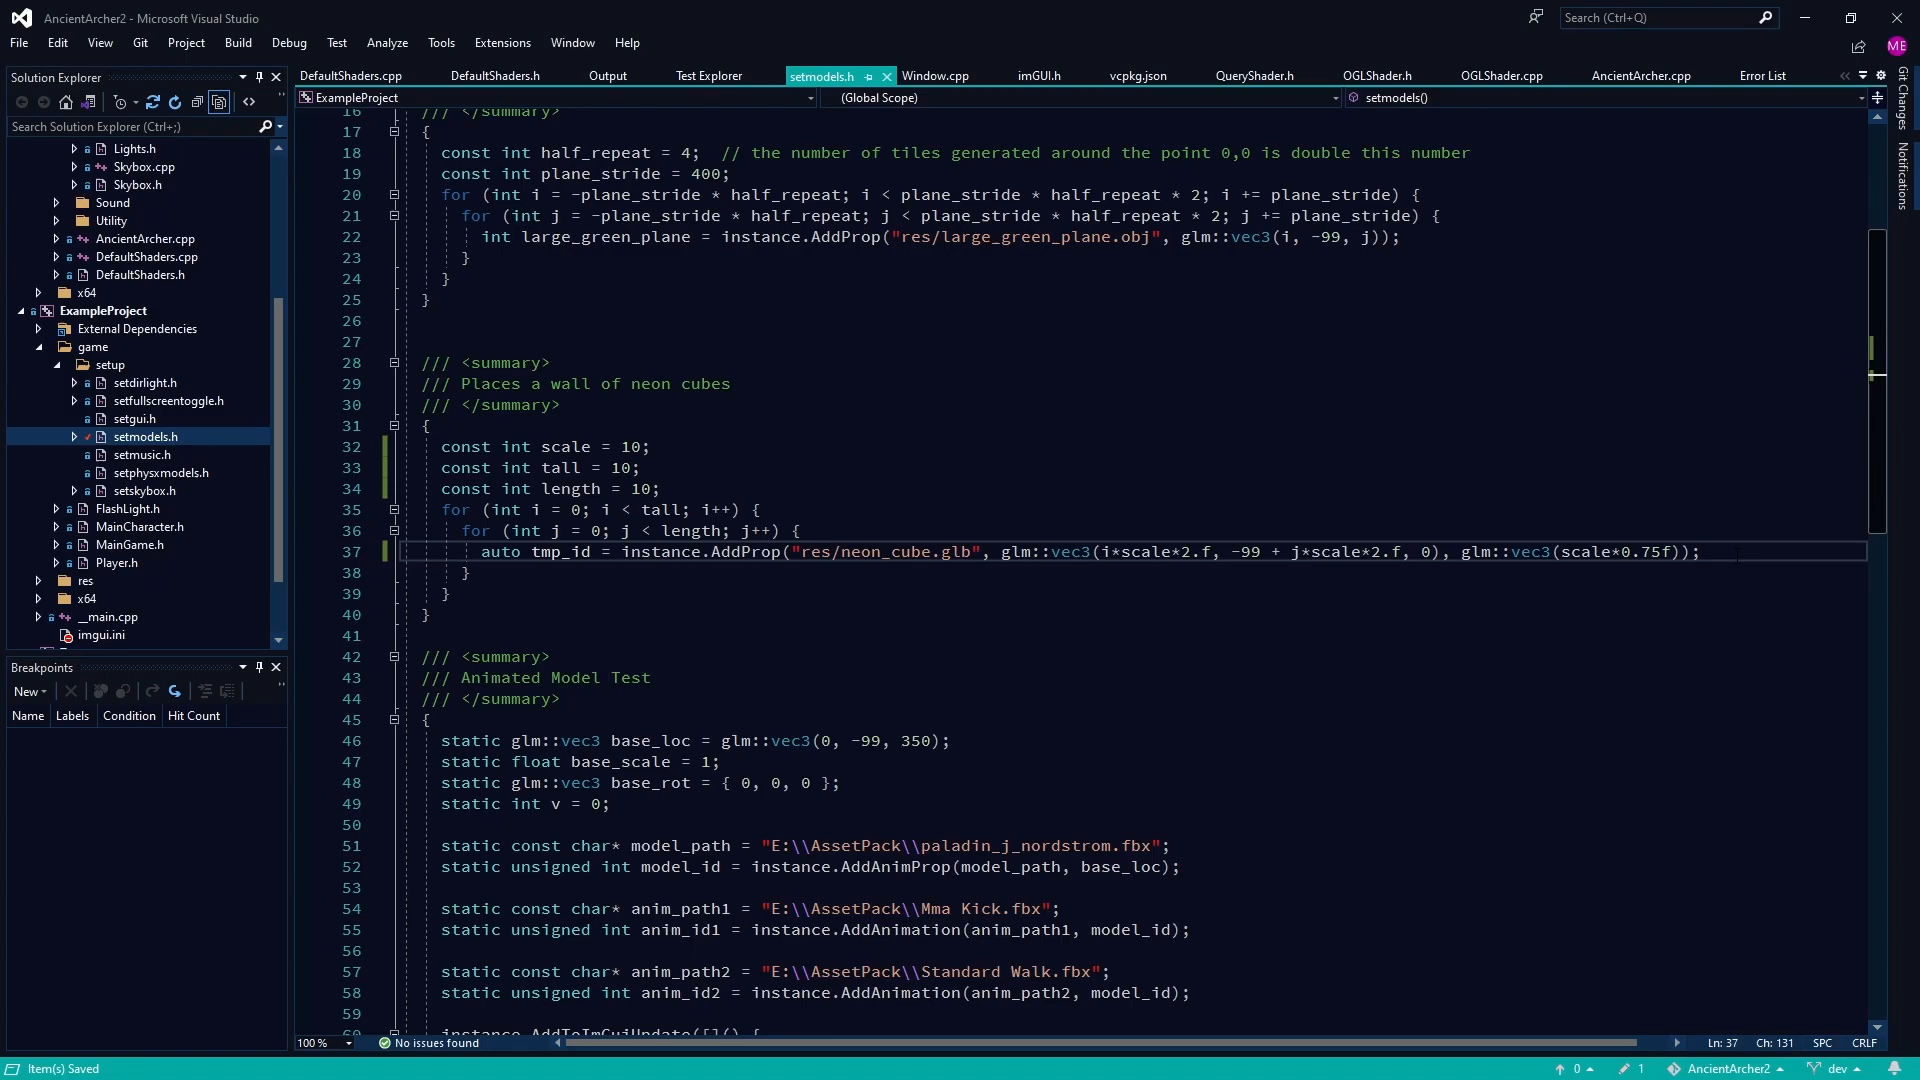 AncientArcher2 - Microsoft Visual Studio
Search (Ctrl+Q)
File Edit View Git Project Build Debug Test Analyze Tools Extensions Window Help
ME
Solution Explorer
Search Solution Explorer (Ctrl+;)
Lights.h
Skybox.cpp
Skybox.h
Sound
Utility
AncientArcher.cpp
DefaultShaders.cpp
DefaultShaders.h
x64
ExampleProject
External Dependencies
game
setup
setdirlight.h
setfullscreentoggle.h
setgui.h
setmodels.h
setmusic.h
setphysxmodels.h
setskybox.h
FlashLight.h
MainCharacter.h
MainGame.h
Player.h
res
x64
__main.cpp
imgui.ini
Breakpoints
New
Name Labels Condition Hit Count
DefaultShaders.cpp DefaultShaders.h Output Test Explorer setmodels.h Window.cpp imGUI.h vcpkg.json QueryShader.h OGLShader.h OGLShader.cpp AncientArcher.cpp Error List
ExampleProject (Global Scope) setmodels()
16 /// </summary>
17 {
18 const int half_repeat = 4; // the number of tiles generated around the point 0,0 is double this number
19 const int plane_stride = 400;
20 for (int i = -plane_stride * half_repeat; i < plane_stride * half_repeat * 2; i += plane_stride) {
21 for (int j = -plane_stride * half_repeat; j < plane_stride * half_repeat * 2; j += plane_stride) {
22 int large_green_plane = instance.AddProp("res/large_green_plane.obj", glm::vec3(i, -99, j));
23 }
24 }
25 }
26
27
28 /// <summary>
29 /// Places a wall of neon cubes
30 /// </summary>
31 {
32 const int scale = 10;
33 const int tall = 10;
34 const int length = 10;
35 for (int i = 0; i < tall; i++) {
36 for (int j = 0; j < length; j++) {
37 auto tmp_id = instance.AddProp("res/neon_cube.glb", glm::vec3(i*scale*2.f, -99 + j*scale*2.f, 0), glm::vec3(scale*0.75f));
38 }
39 }
40 }
41
42 /// <summary>
43 /// Animated Model Test
44 /// </summary>
45 {
46 static glm::vec3 base_loc = glm::vec3(0, -99, 350);
47 static float base_scale = 1;
48 static glm::vec3 base_rot = { 0, 0, 0 };
49 static int v = 0;
50
51 static const char* model_path = "E:\\AssetPack\\paladin_j_nordstrom.fbx";
52 static unsigned int model_id = instance.AddAnimProp(model_path, base_loc);
53
54 static const char* anim_path1 = "E:\\AssetPack\\Mma Kick.fbx";
55 static unsigned int anim_id1 = instance.AddAnimation(anim_path1, model_id);
56
57 static const char* anim_path2 = "E:\\AssetPack\\Standard Walk.fbx";
58 static unsigned int anim_id2 = instance.AddAnimation(anim_path2, model_id);
59
60 instance.AddToImGuiUpdate([]() {
100 % No issues found Ln: 37 Ch: 131 SPC CRLF
Item(s) Saved 0 1 AncientArcher2 dev
Git Changes
Notifications